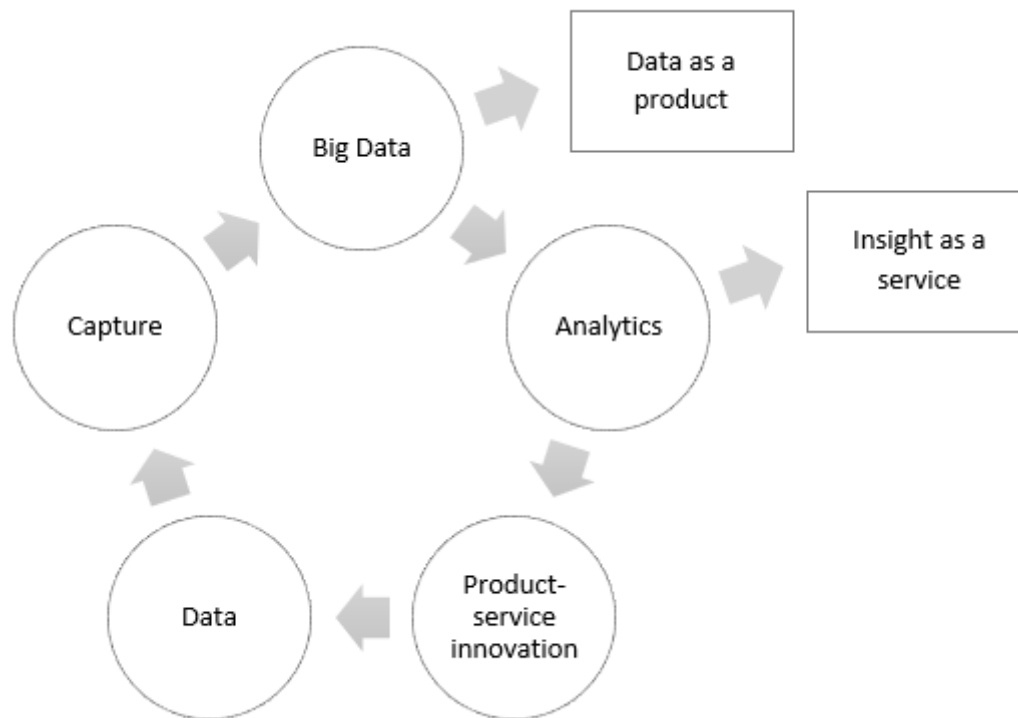 Data as a
product
Big Data
Insight as a
service
Capture
Analytics
Data
Product-
service
innovation